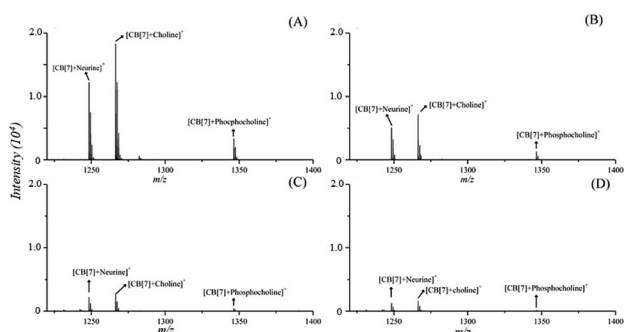 (A)
2.0
[CB[7]+Choline]⁺
[CB[7]+Neurine]⁺
1.0
[CB[7]+Phocphocholine]⁺
0
1250 1300 1350 1400
m/z
(B)
2.0
[CB[7]+Neurine]⁺
[CB[7]+Choline]⁺
1.0
[CB[7]+Phosphocholine]⁺
0
1250 1300 1350 1400
m/z
Intensity (10⁴)
(C)
2.0
1.0
[CB[7]+Neurine]⁺
[CB[7]+Choline]⁺
[CB[7]+Phosphocholine]⁺
0
1250 1300 1350 1400
m/z
(D)
2.0
1.0
[CB[7]+Neurine]⁺
[CB[7]+choline]⁺
[CB[7]+Phosphocholine]⁺
0
1250 1300 1350 1400
m/z